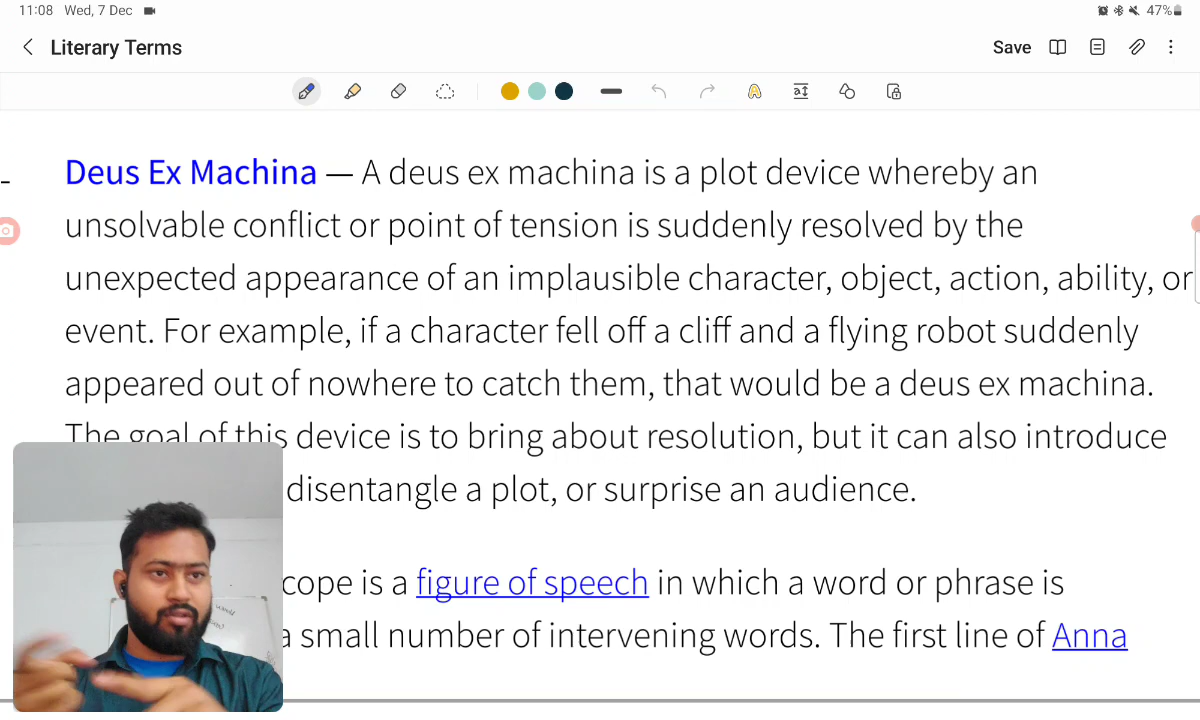 11:08 Wed, 7 Dec
47%
Literary Terms
Save
Deus Ex Machina — A deus ex machina is a plot device whereby an
unsolvable conflict or point of tension is suddenly resolved by the
unexpected appearance of an implausible character, object, action, ability, or
event. For example, if a character fell off a cliff and a flying robot suddenly
appeared out of nowhere to catch them, that would be a deus ex machina.
The goal of this device is to bring about resolution, but it can also introduce
disentangle a plot, or surprise an audience.
cope is a figure of speech in which a word or phrase is
a small number of intervening words. The first line of Anna